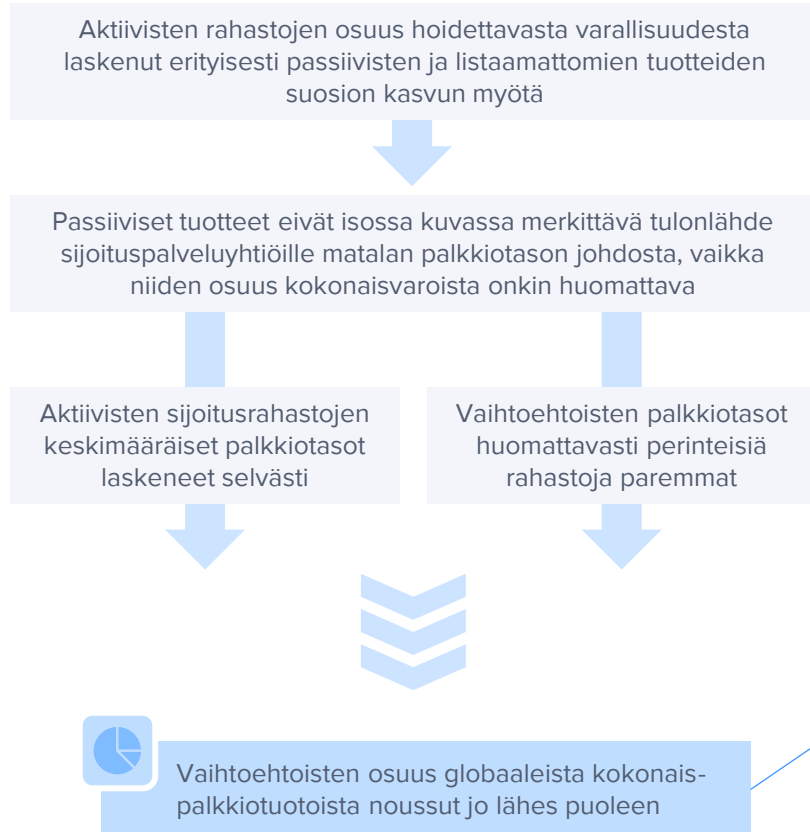 Aktiivisten rahastojen osuus hoidettavasta varallisuudesta
laskenut erityisesti passiivisten ja listaamattomien tuotteiden
suosion kasvun myötä
Passiiviset tuotteet eivät isossa kuvassa merkittävä tulonlähde
sijoituspalveluyhtiöille matalan palkkiotason johdosta, vaikka
niiden osuus kokonaisvaroista onkin huomattava
Aktiivisten sijoitusrahastojen
keskimääräiset palkkiotasot
laskeneet selvästi
Vaihtoehtoisten palkkiotasot
huomattavasti perinteisiä
rahastoja paremmat
Vaihtoehtoisten osuus globaaleista kokonais-
palkkiotuotoista noussut jo lähes puoleen